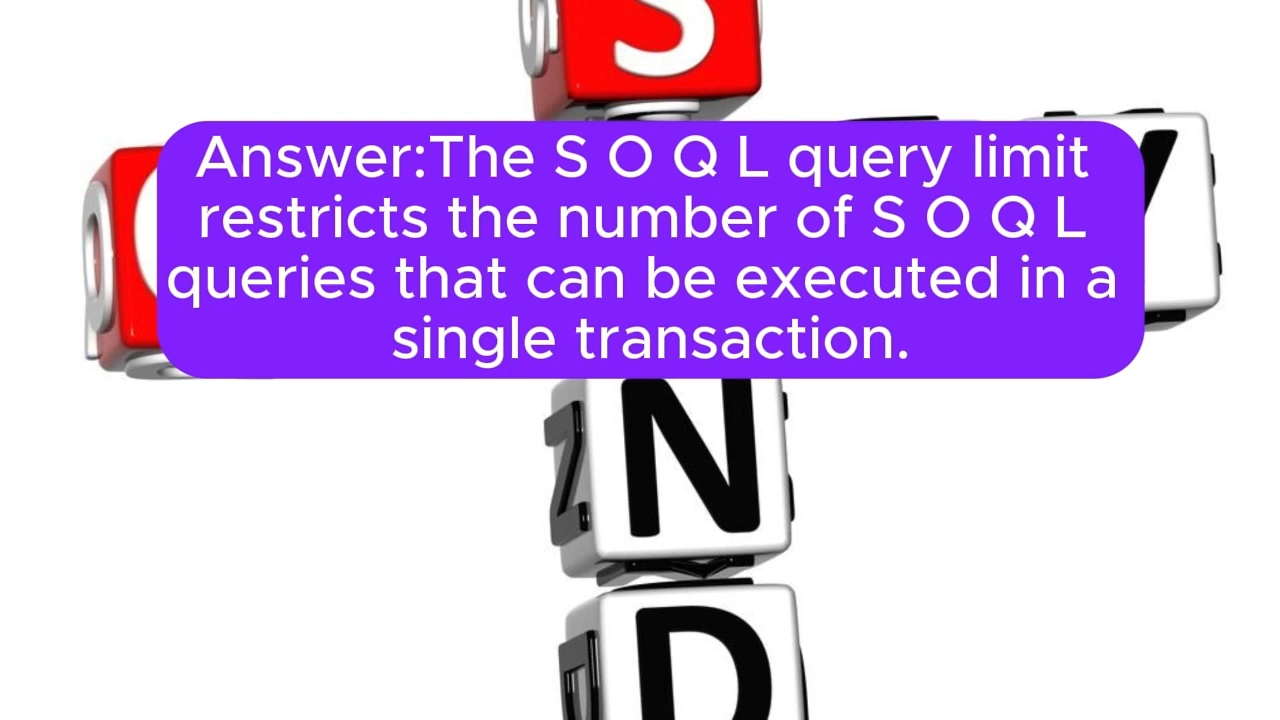 S
Answer:The S O Q L query limit
restricts the number of S O Q L
queries that can be executed in a
single transaction.
N
D